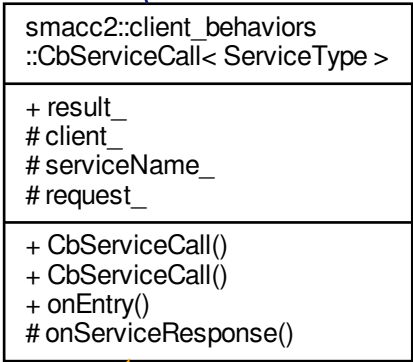 smacc2::client_behaviors
::CbServiceCall< ServiceType >
+ result_
# client_
# serviceName_
# request_
+ CbServiceCall()
+ CbServiceCall()
+ onEntry()
# onServiceResponse()